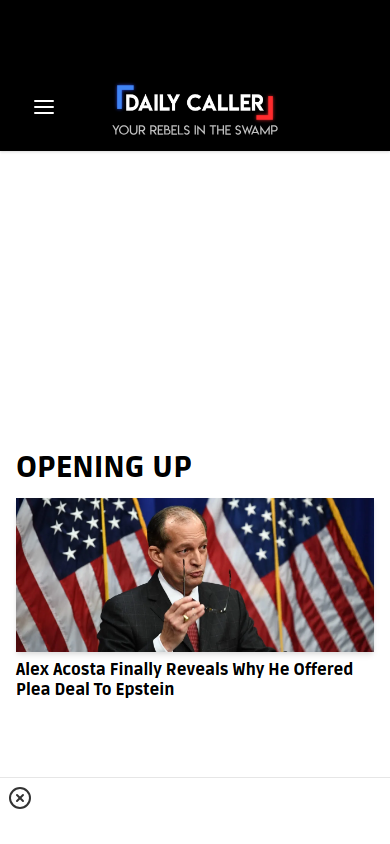 DAILY CALLER
YOUR REBELS IN THE SWAMP
OPENING UP
Alex Acosta Finally Reveals Why He Offered
Plea Deal To Epstein